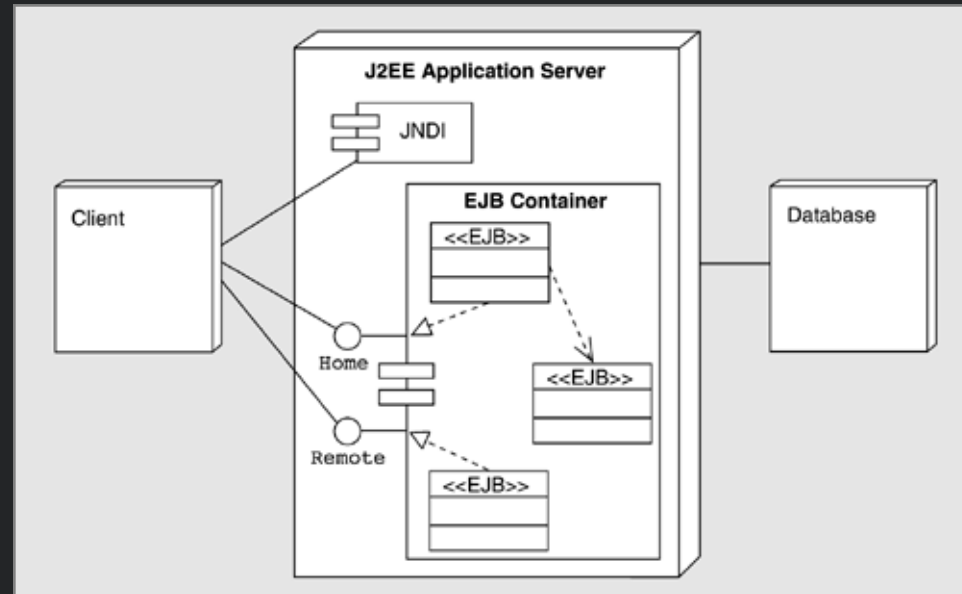 J2EE Application Server
JNDI
Client
EJB Container
<<EJB>>
Database
Home
<<EJB>>
Remote
<<EJB>>